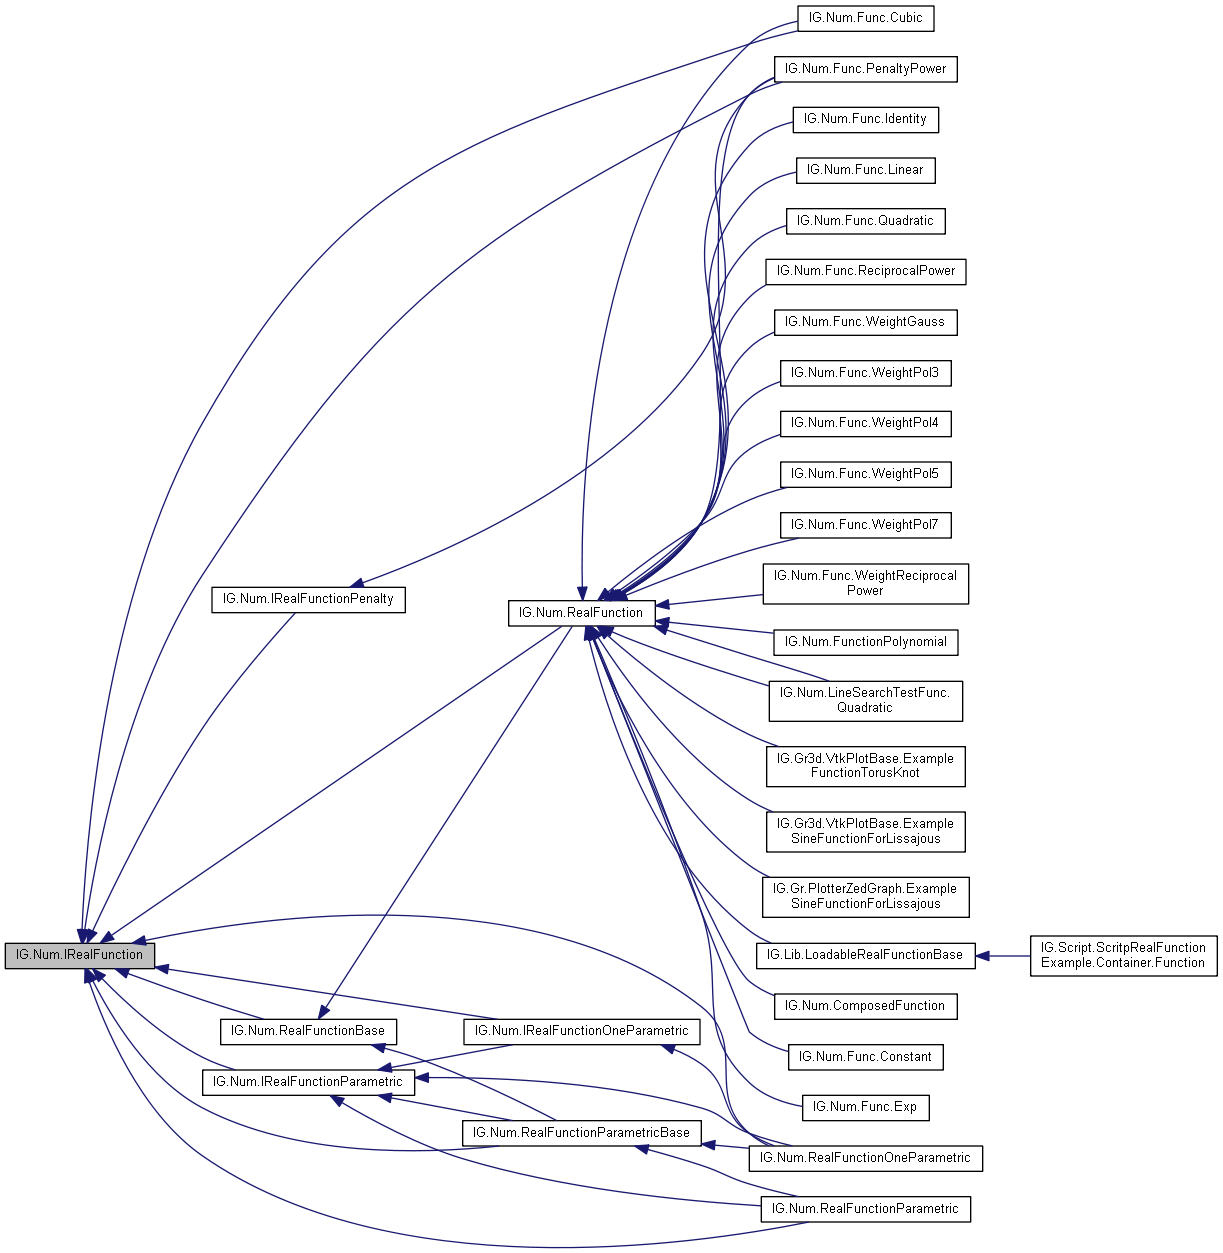 IG.Num.Func.Cubic
IG.Num.Func.PenaltyPower
IG.Num.Func.Identity
IG.Num.Func.Linear
IG.Num.Func.Quadratic
IG.Num.Func.ReciprocalPower
IG.Num.Func.WeightGauss
IG.Num.Func.WeightPol3
IG.Num.Func.WeightPol4
IG.Num.Func.WeightPol5
IG.Num.Func.WeightPol7
IG.Num.Func.WeightReciprocal
Power
IG.Num.IRealFunctionPenalty
IG.Num.RealFunction
IG.Num.FunctionPolynomial
IG.Num.LineSearchTestFunc.
Quadratic
IG.Gr3d.VtkPlotBase.Example
FunctionTorusKnot
IG.Gr3d.VtkPlotBase.Example
SineFunctionForLissajous
IG.Gr.PlotterZedGraph.Example
SineFunctionForLissajous
IG.Num.IRealFunction
IG.Lib.LoadableRealFunctionBase
IG.Script.ScritpRealFunction
Example.Container.Function
IG.Num.ComposedFunction
IG.Num.RealFunctionBase
IG.Num.IRealFunctionOneParametric
IG.Num.Func.Constant
IG.Num.IRealFunctionParametric
IG.Num.Func.Exp
IG.Num.RealFunctionParametricBase
IG.Num.RealFunctionOneParametric
IG.Num.RealFunctionParametric